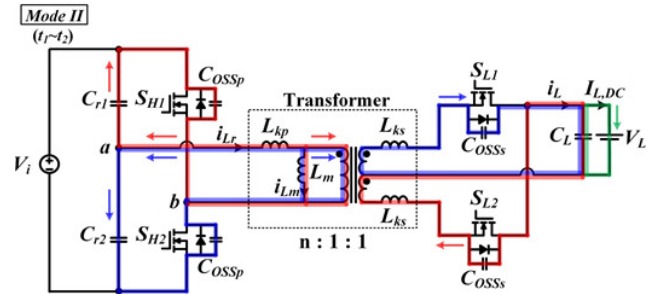 Mode II
(t1~t2)
COSSp
SH1
Cr1
SL1
iL
IL,DC
Transformer
COSSs
CL
VL
iLr
Lkp
Lks
a
Vi
Lm
iLm
b
SL2
Lks
Cr2
SH2
COSSp
n : 1 : 1
COSSs